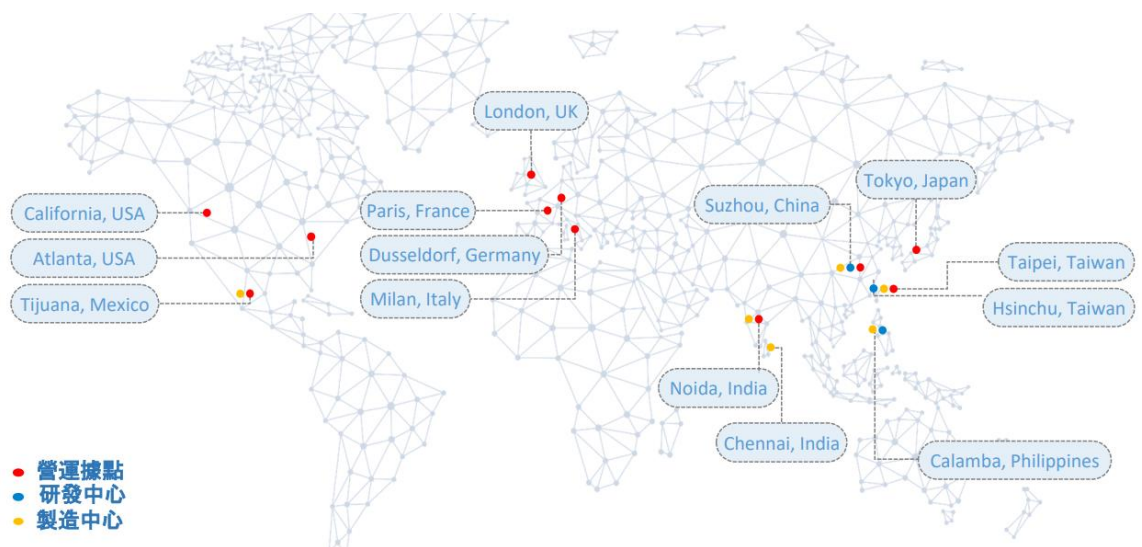 London, UK
Tokyo, Japan
California, USA
Paris, France
Suzhou, China
Atlanta, USA
Dusseldorf, Germany
Taipei, Taiwan
Tijuana, Mexico
Milan, Italy
Hsinchu, Taiwan
Noida, India
Chennai, India
Calamba, Philippines
營運據點
研發中心
製造中心